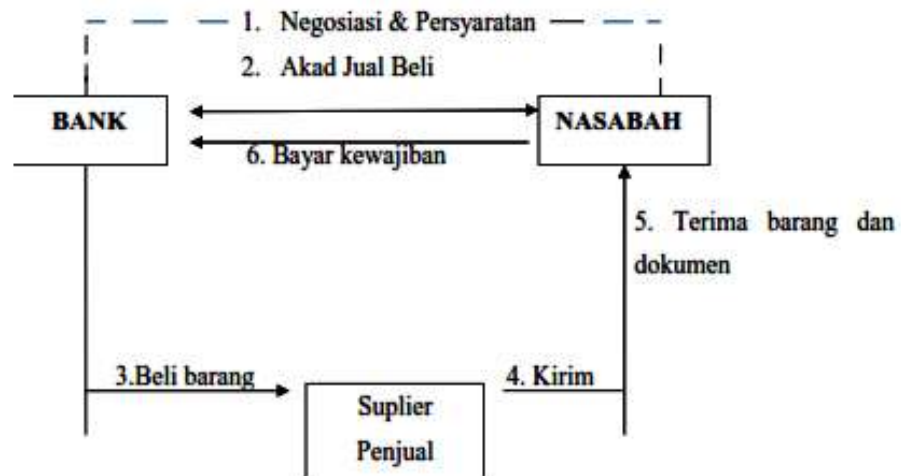 1. Negosiasi & Persyaratan
2. Akad Jual Beli
BANK
NASABAH
6. Bayar kewajiban
5. Terima barang dan
dokumen
3.Beli barang
4. Kirim
Suplier
Penjual